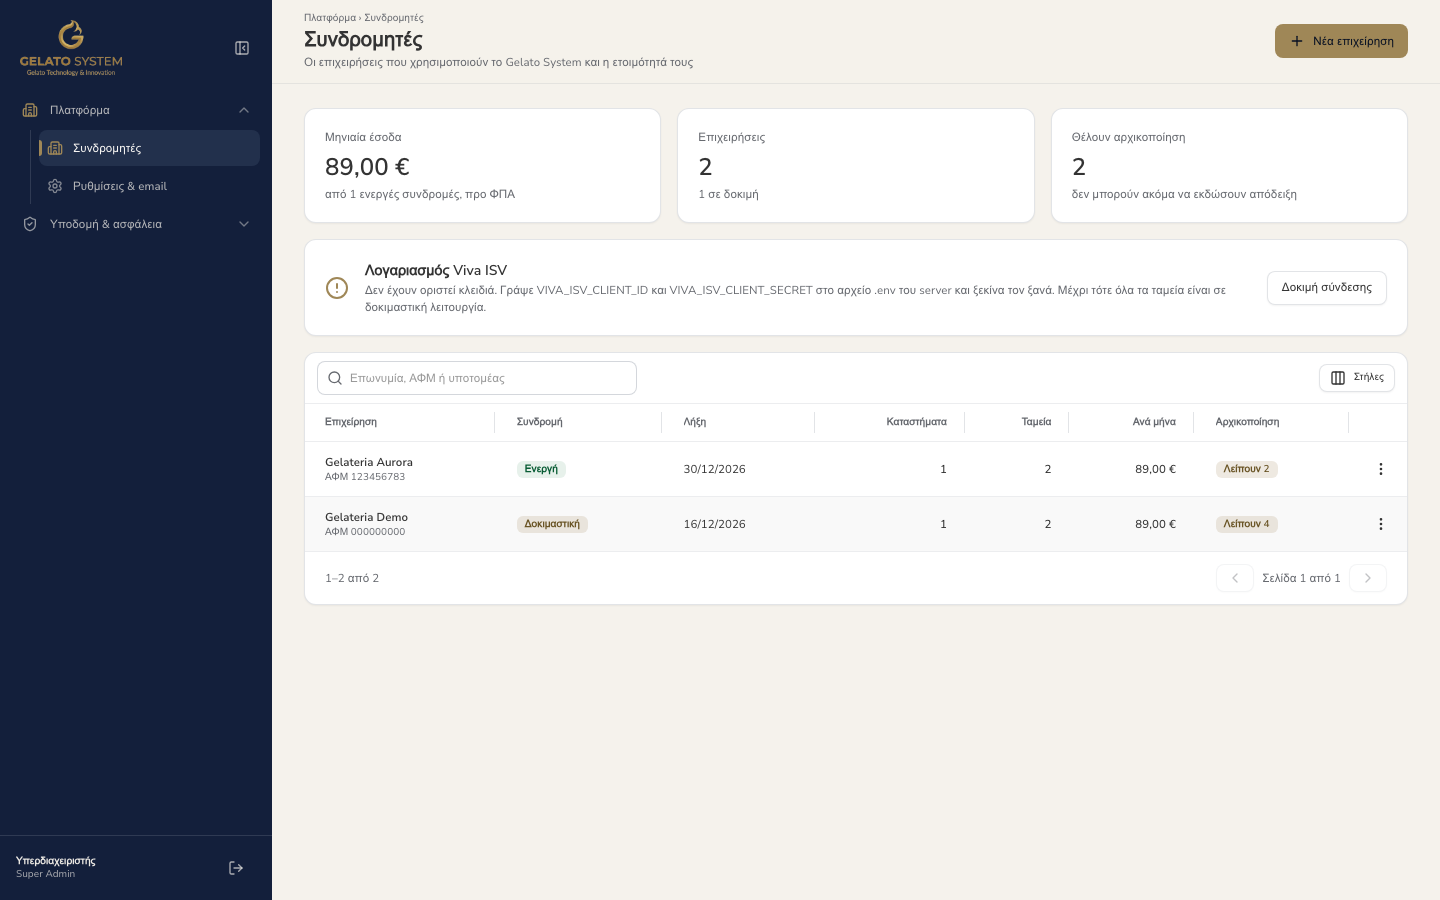 GELATO SYSTEM
Gelato Technology & Innovation
Πλατφόρμα
Συνδρομητές
Ρυθμίσεις & email
Υποδομή & ασφάλεια
Υπερδιαχειριστής
Super Admin
Πλατφόρμα › Συνδρομητές
Συνδρομητές
Οι επιχειρήσεις που χρησιμοποιούν το Gelato System και η ετοιμότητά τους
Νέα επιχείρηση
Μηνιαία έσοδα
89,00 €
από 1 ενεργές συνδρομές, προ ΦΠΑ
Επιχειρήσεις
2
1 σε δοκιμή
Θέλουν αρχικοποίηση
2
δεν μπορούν ακόμα να εκδώσουν απόδειξη
Λογαριασμός Viva ISV
Δεν έχουν οριστεί κλειδιά. Γράψε VIVA_ISV_CLIENT_ID και VIVA_ISV_CLIENT_SECRET στο αρχείο .env του server και ξεκίνα τον ξανά. Μέχρι τότε όλα τα ταμεία είναι σε
δοκιμαστική λειτουργία.
Δοκιμή σύνδεσης
Επωνυμία, ΑΦΜ ή υποτομέας
Στήλες
Επιχείρηση Συνδρομή Λήξη Καταστήματα Ταμεία Ανά μήνα Αρχικοποίηση
Gelateria Aurora
ΑΦΜ 123456783
Ενεργή 30/12/2026 1 2 89,00 € Λείπουν 2
Gelateria Demo
ΑΦΜ 000000000
Δοκιμαστική 16/12/2026 1 2 89,00 € Λείπουν 4
1–2 από 2
Σελίδα 1 από 1